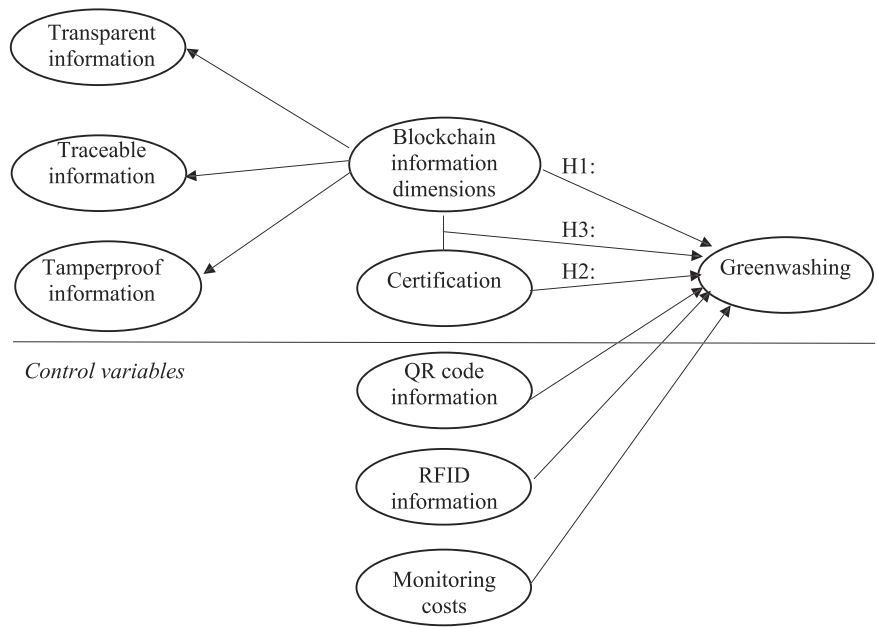 Transparent
information
Traceable
information
Tamperproof
information
Blockchain
information
dimensions
Certification
H1:
H3:
H2:
Greenwashing
Control variables
QR code
information
RFID
information
Monitoring
costs